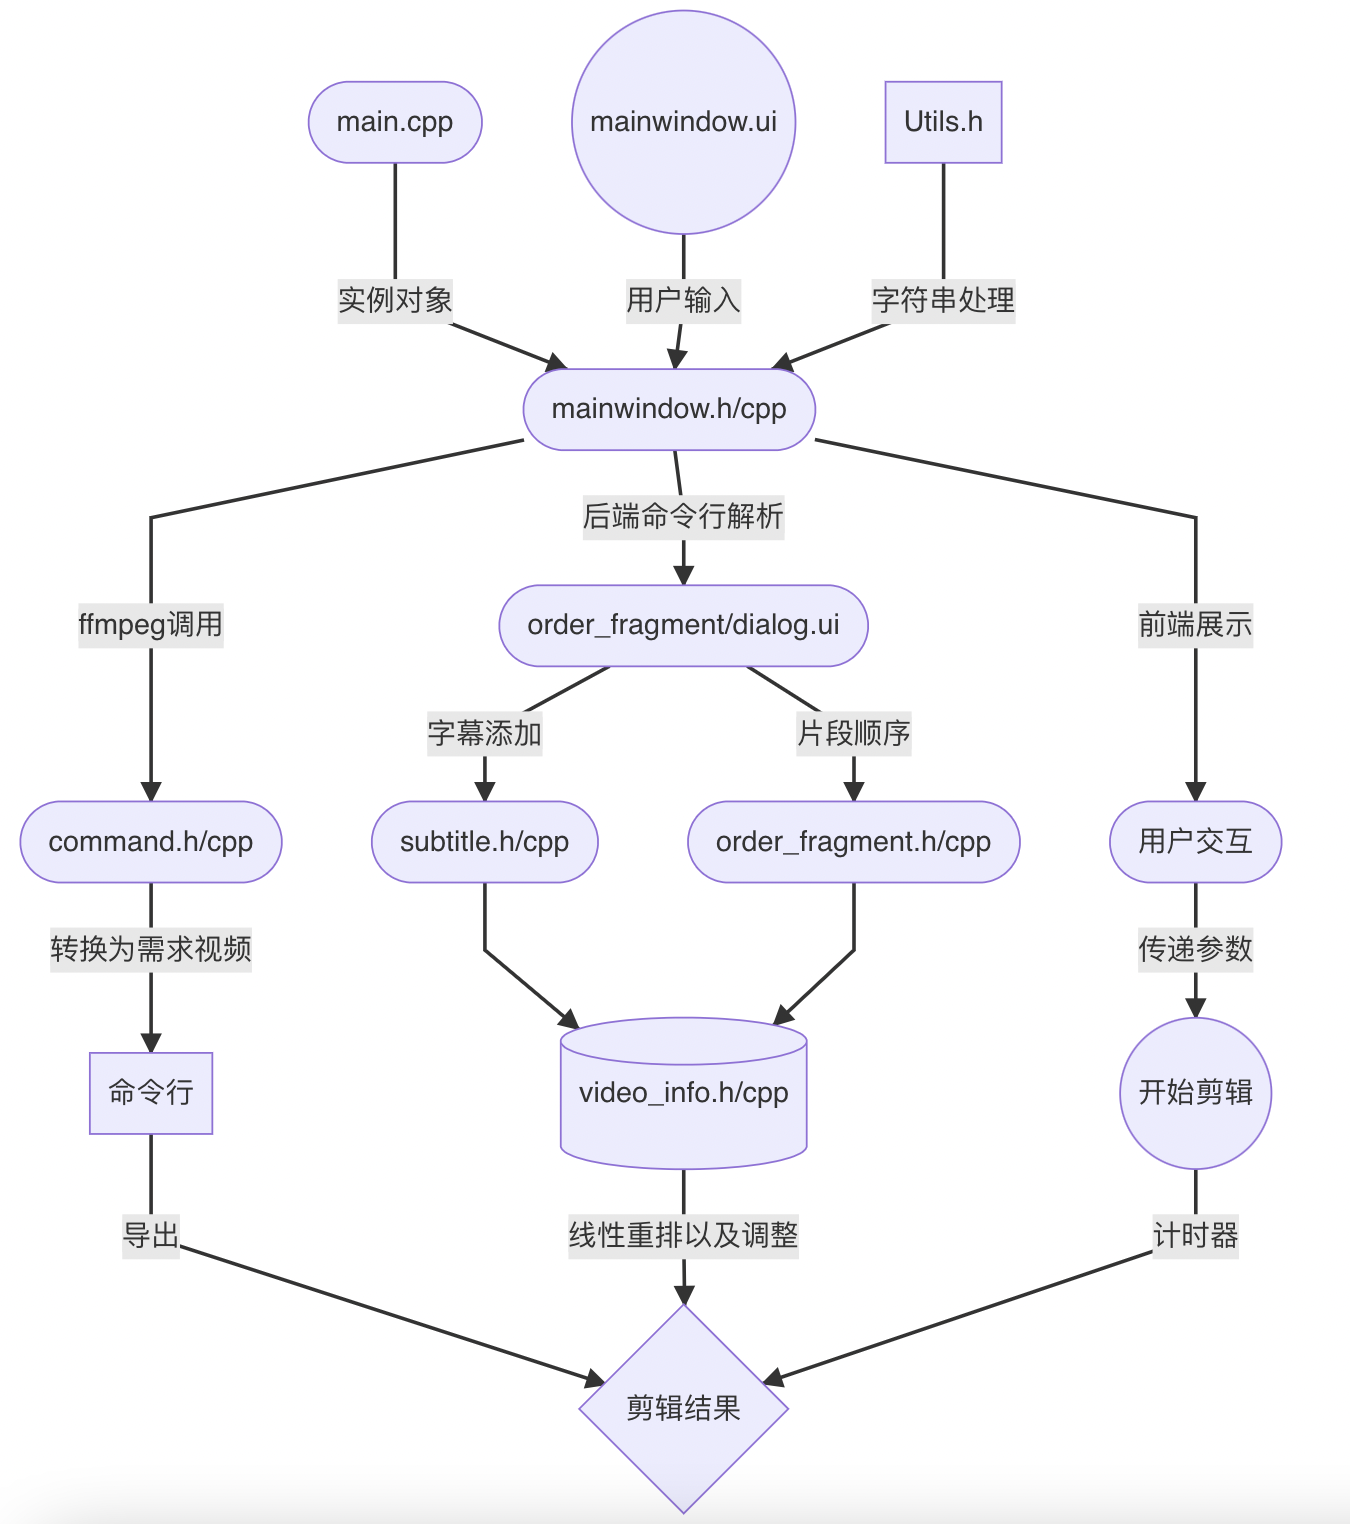 main.cpp
mainwindow.ui
Utils.h
实例对象
用户输入
字符串处理
mainwindow.h/cpp
后端命令行解析
ffmpeg调用
order_fragment/dialog.ui
前端展示
字幕添加
片段顺序
command.h/cpp
subtitle.h/cpp
order_fragment.h/cpp
用户交互
转换为需求视频
传递参数
命令行
video_info.h/cpp
开始剪辑
导出
线性重排以及调整
计时器
剪辑结果